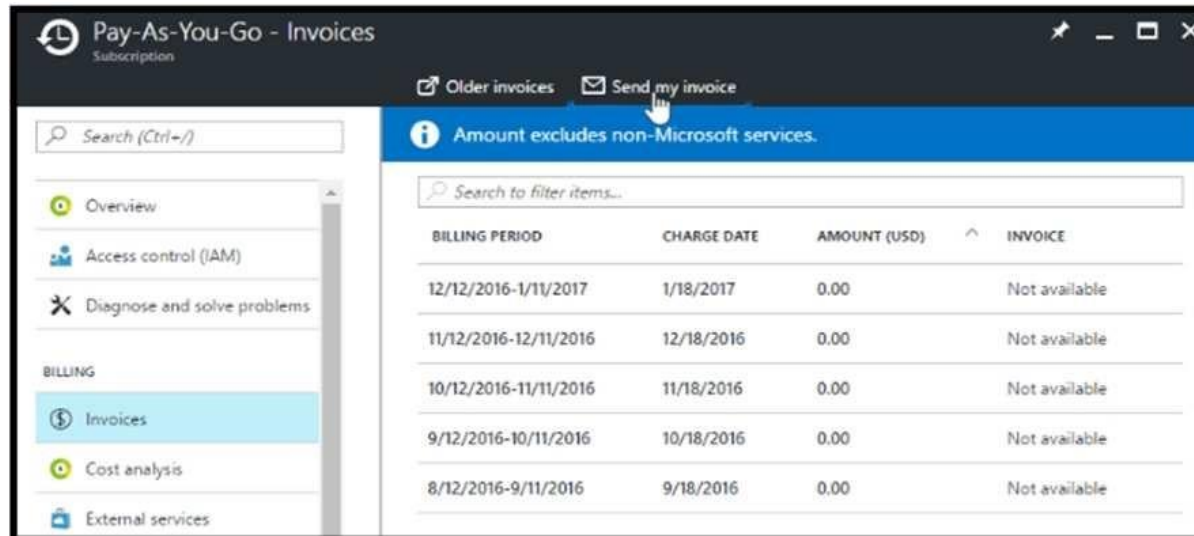 Pay-As-You-Go - Invoices
Subscription
Older invoices Send my invoice
Search (Ctrl+/)
Amount excludes non-Microsoft services.
Overview
Access control (IAM)
Diagnose and solve problems
BILLING
Invoices
Cost analysis
External services
Search to filter items...
BILLING PERIOD CHARGE DATE AMOUNT (USD) INVOICE
12/12/2016-1/11/2017 1/18/2017 0.00 Not available
11/12/2016-12/11/2016 12/18/2016 0.00 Not available
10/12/2016-11/11/2016 11/18/2016 0.00 Not available
9/12/2016-10/11/2016 10/18/2016 0.00 Not available
8/12/2016-9/11/2016 9/18/2016 0.00 Not available